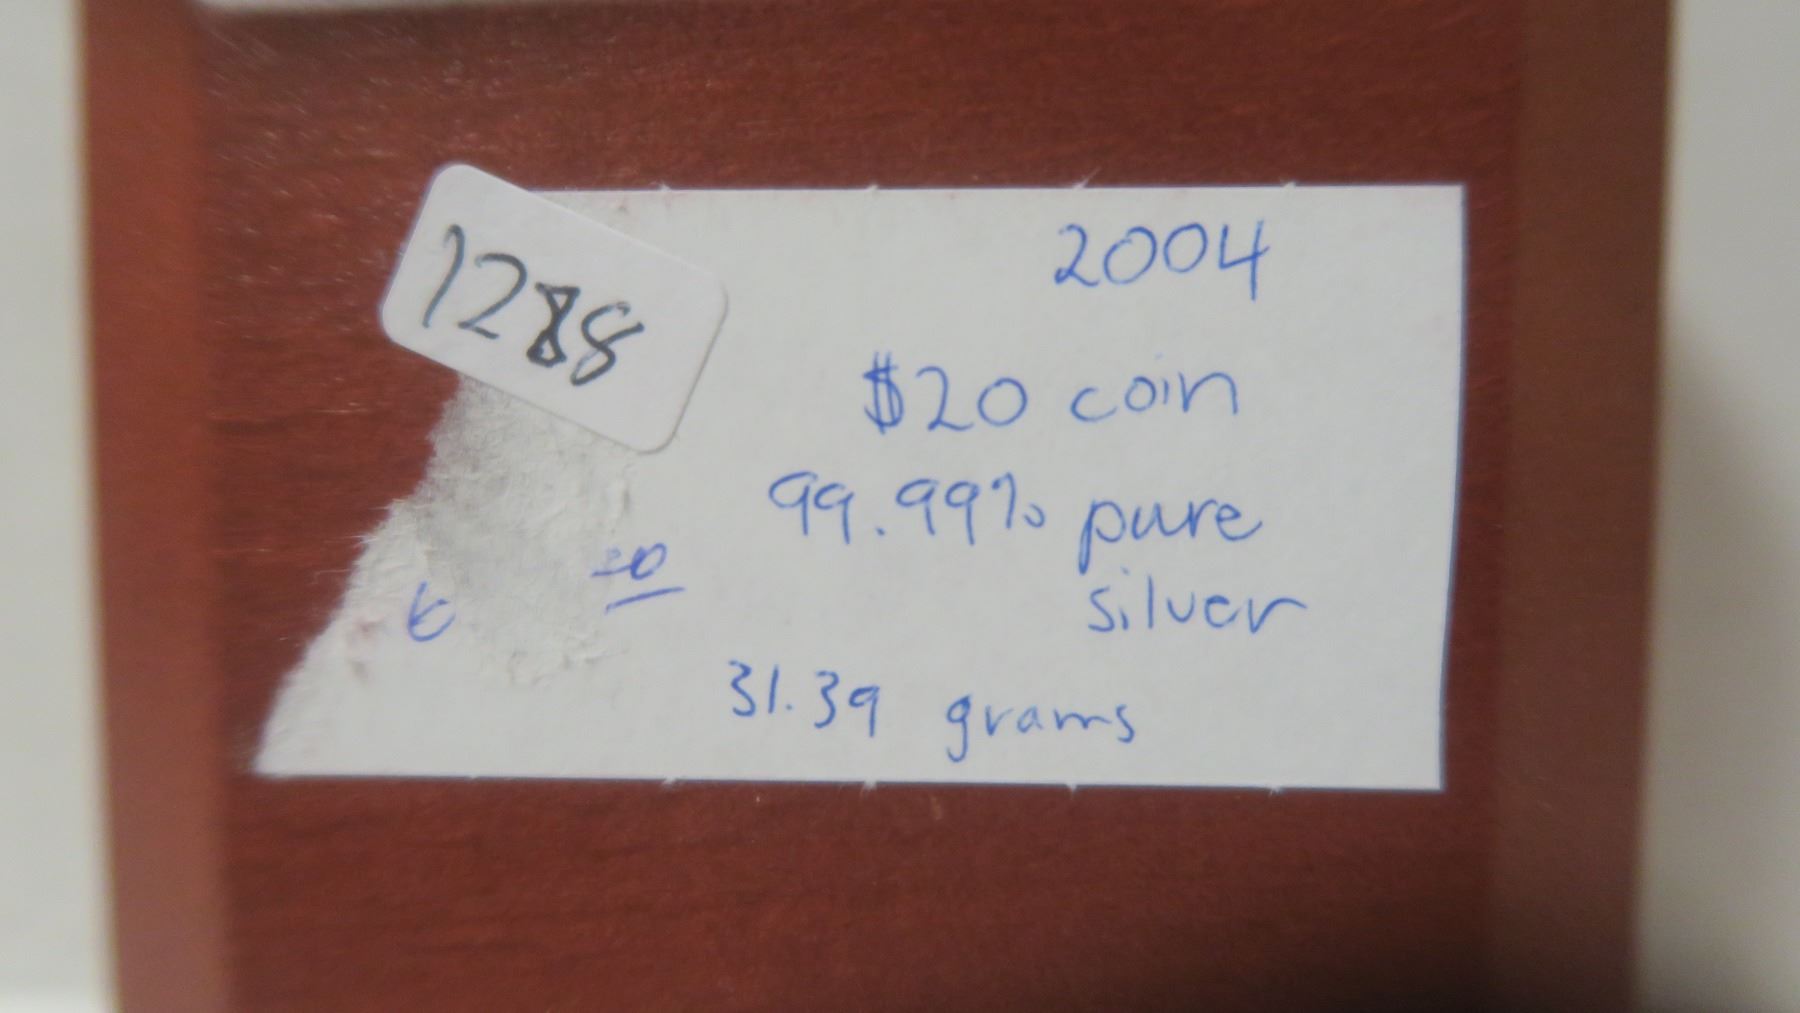 1288
2004
$20 coin
99.99% pure
silver
31.39 grams